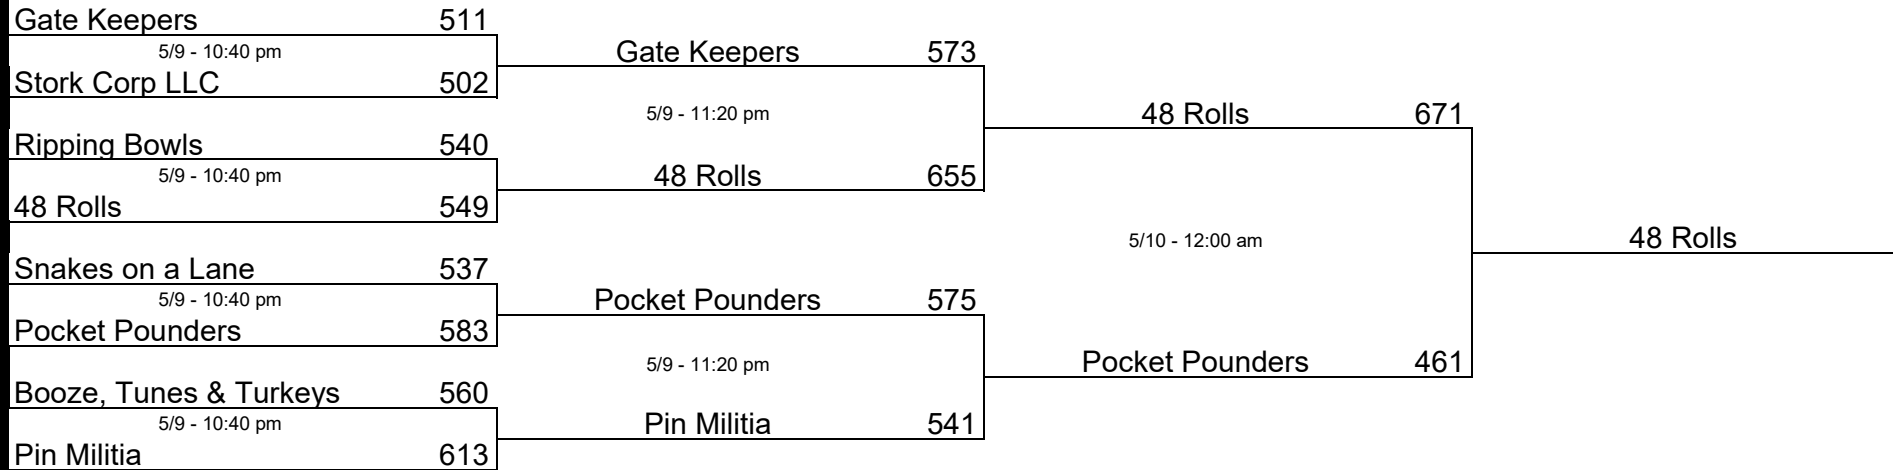 Gate Keepers 511
5/9 - 10:40 pm
Stork Corp LLC 502
Ripping Bowls 540
5/9 - 10:40 pm
48 Rolls 549
Snakes on a Lane 537
5/9 - 10:40 pm
Pocket Pounders 583
Booze, Tunes & Turkeys 560
5/9 - 10:40 pm
Pin Militia 613
Gate Keepers 573
5/9 - 11:20 pm
48 Rolls 655
Pocket Pounders 575
5/9 - 11:20 pm
Pin Militia 541
48 Rolls 671
5/10 - 12:00 am
Pocket Pounders 461
48 Rolls